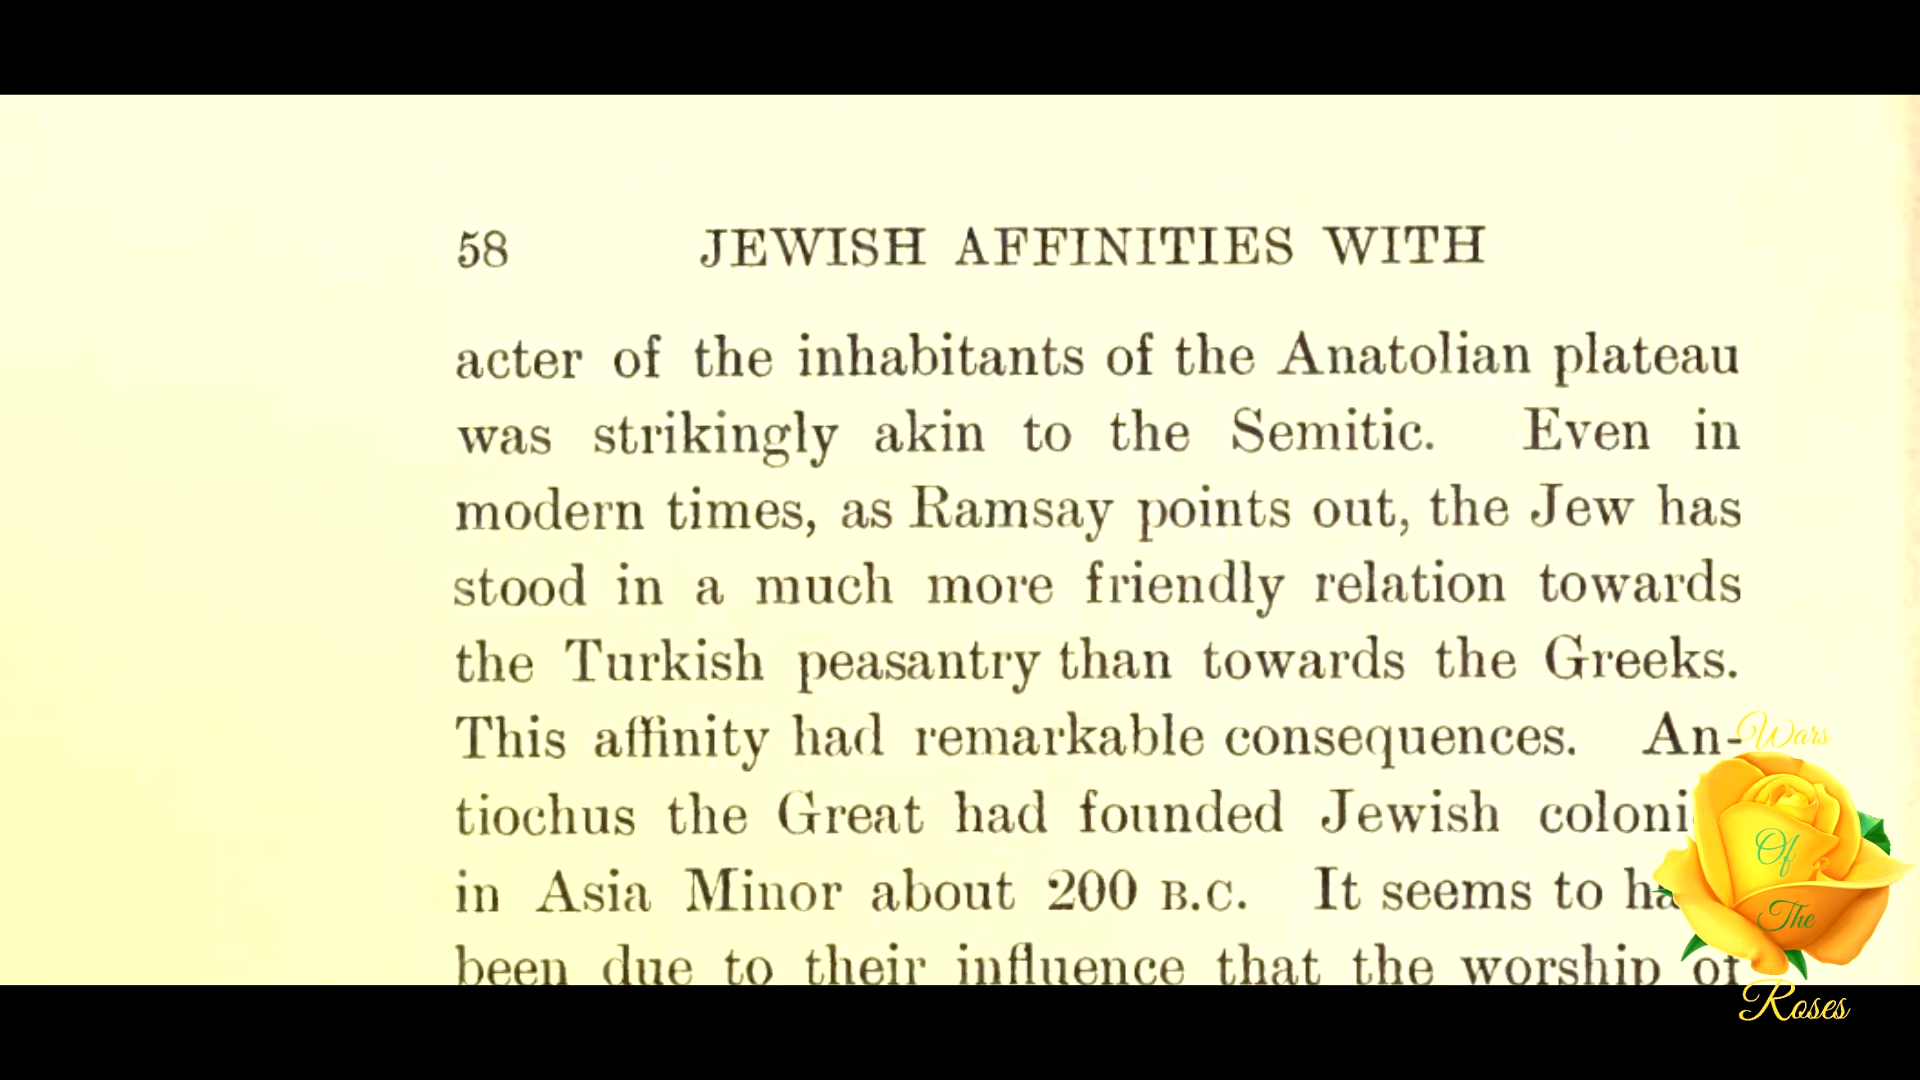 58 JEWISH AFFINITIES WITH
acter of the inhabitants of the Anatolian plateau
was strikingly akin to the Semitic. Even in
modern times, as Ramsay points out, the Jew has
stood in a much more friendly relation towards
the Turkish peasantry than towards the Greeks.
This affinity had remarkable consequences. An-
tiochus the Great had founded Jewish
in Asia Minor about 200 B.C. It seems to
been due to their influence that the worship of
Wars
Of
The
Roses